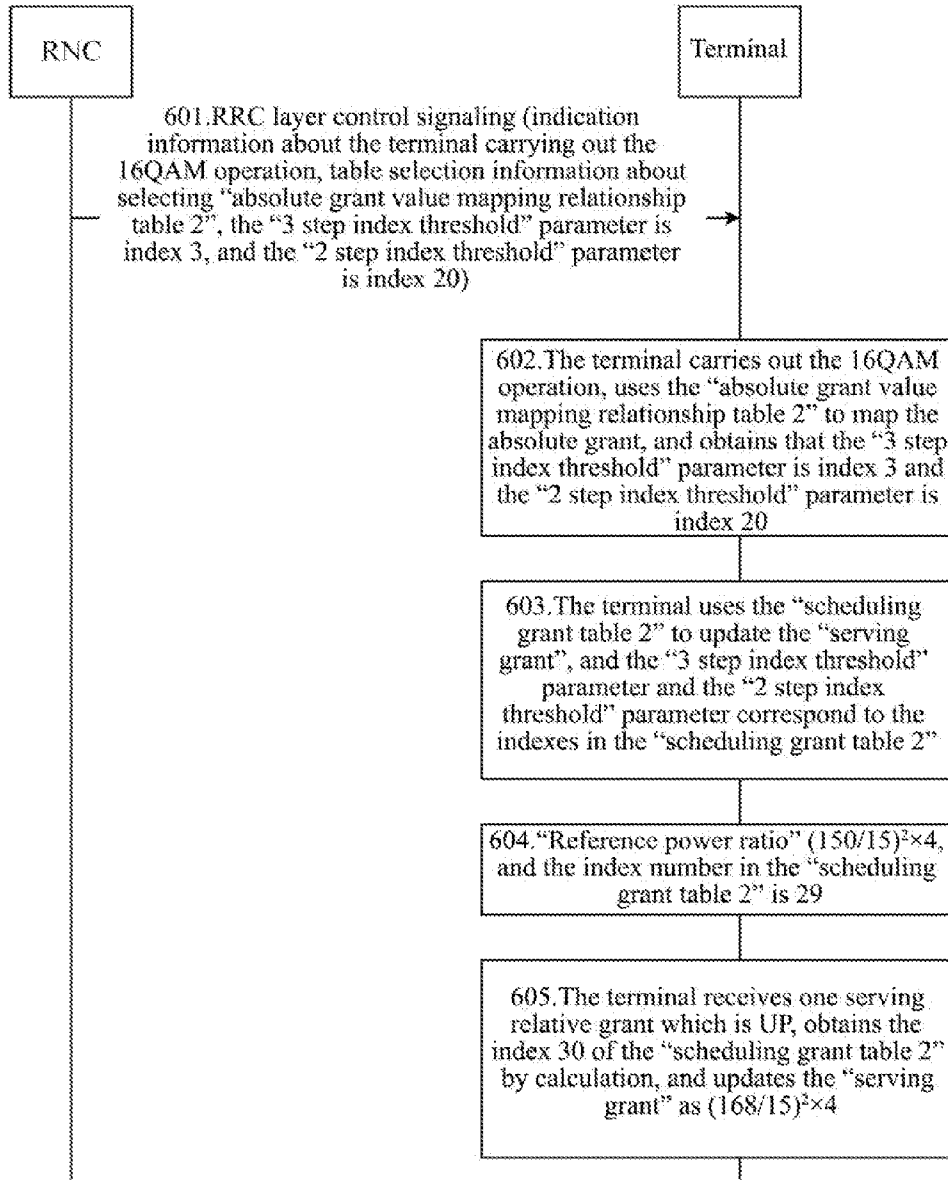 RNC
Terminal
601.RRC layer control signaling (indication
information about the terminal carrying out the
16QAM operation, table selection information about
selecting “absolute grant value mapping relationship
table 2”, the “3 step index threshold” parameter is
index 3, and the “2 step index threshold” parameter
is index 20)
602.The terminal carries out the 16QAM
operation, uses the “absolute grant value
mapping relationship table 2” to map the
absolute grant, and obtains that the “3 step
index threshold” parameter is index 3 and
the “2 step index threshold” parameter is
index 20
603.The terminal uses the “scheduling
grant table 2” to update the “serving
grant”, and the “3 step index threshold”
parameter and the “2 step index
threshold” parameter correspond to the
indexes in the “scheduling grant table 2”
604.“Reference power ratio” (150/15)²×4,
and the index number in the “scheduling
grant table 2” is 29
605.The terminal receives one serving
relative grant which is UP, obtains the
index 30 of the “scheduling grant table 2”
by calculation, and updates the “serving
grant” as (168/15)²×4